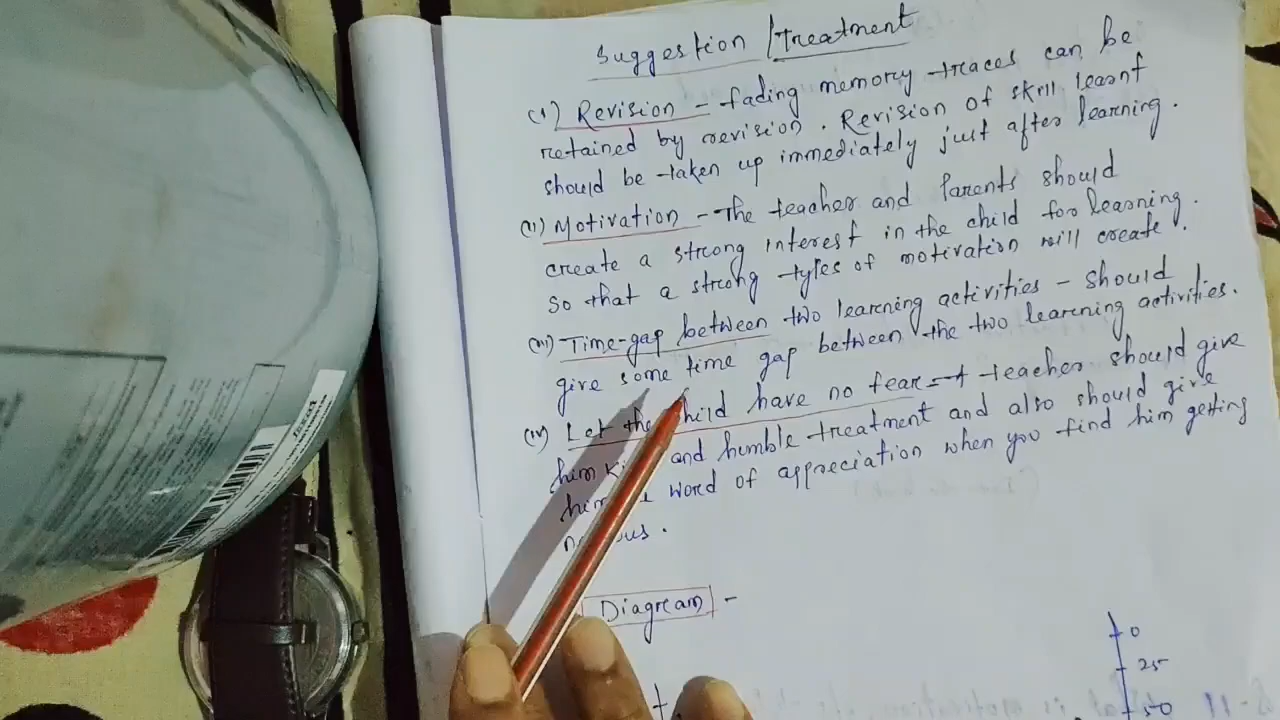 Suggestion / Treatment
(i) Revision - fading memory traces can be
retained by revision. Revision of skill learnt
should be taken up immediately just after learning.
(ii) Motivation - The teacher and Parents should
create a strong interest in the child for learning.
so that a strong types of motivation will create.
(iii) Time-gap between two learning activities - should
give some time gap between the two learning activities.
(iv) Let the child have no fear - A teacher should give
him and humble treatment and also should give
word of appreciation when you find him getting
Diagram -
0
25
50